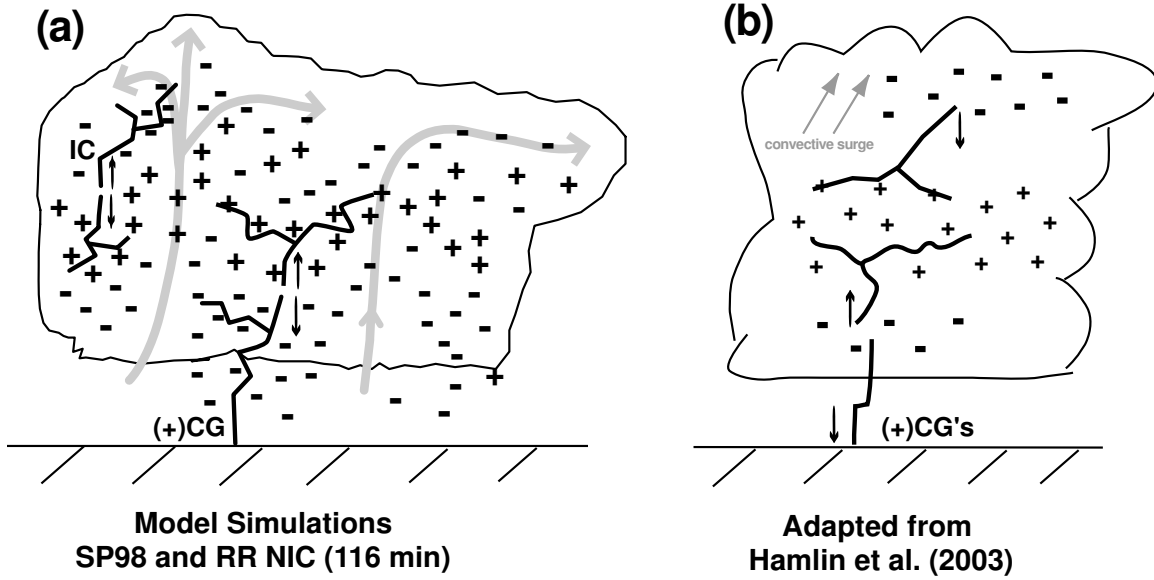 (a)
IC
(+)CG
Model Simulations
SP98 and RR NIC (116 min)
(b)
convective surge
(+)CG's
Adapted from
Hamlin et al. (2003)